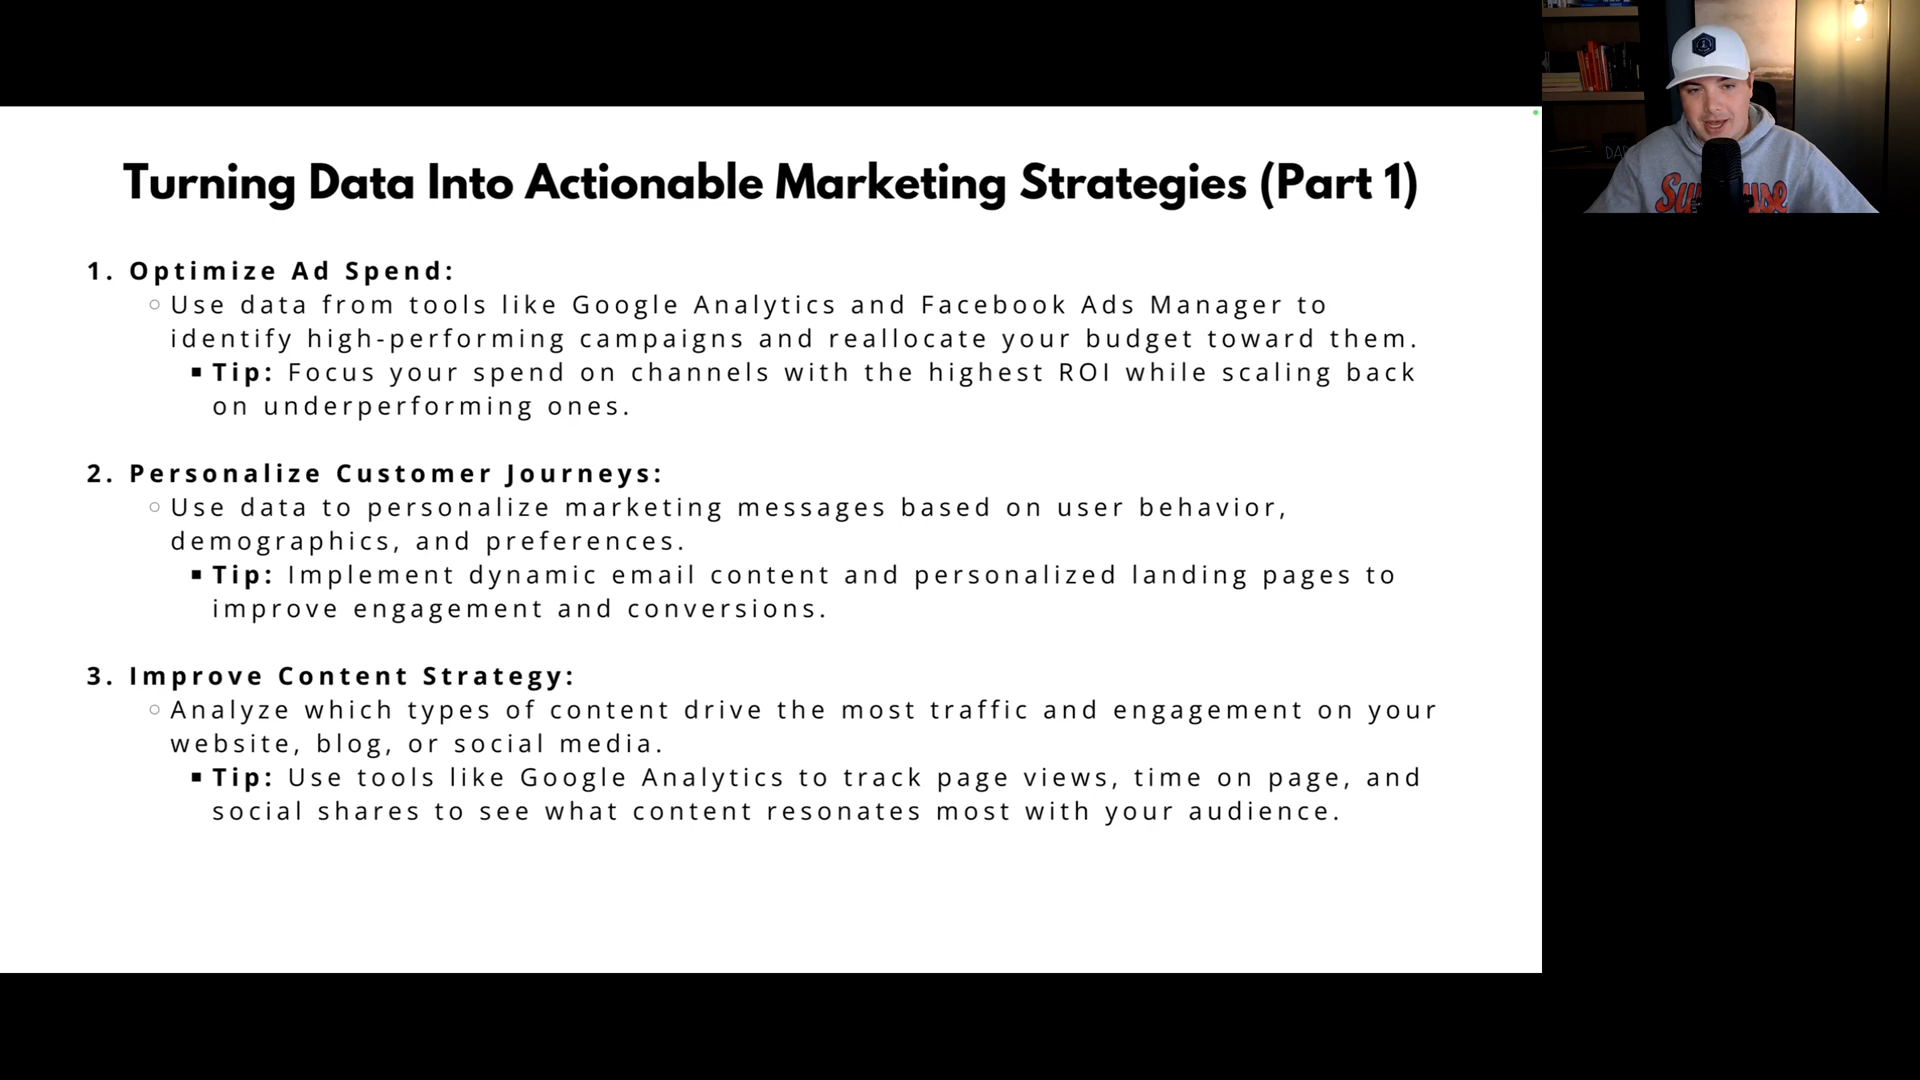 Turning Data Into Actionable Marketing Strategies (Part 1)
1. Optimize Ad Spend:
○ Use data from tools like Google Analytics and Facebook Ads Manager to
identify high-performing campaigns and reallocate your budget toward them.
▪ Tip: Focus your spend on channels with the highest ROI while scaling back
on underperforming ones.
2. Personalize Customer Journeys:
○ Use data to personalize marketing messages based on user behavior,
demographics, and preferences.
▪ Tip: Implement dynamic email content and personalized landing pages to
improve engagement and conversions.
3. Improve Content Strategy:
○ Analyze which types of content drive the most traffic and engagement on your
website, blog, or social media.
▪ Tip: Use tools like Google Analytics to track page views, time on page, and
social shares to see what content resonates most with your audience.